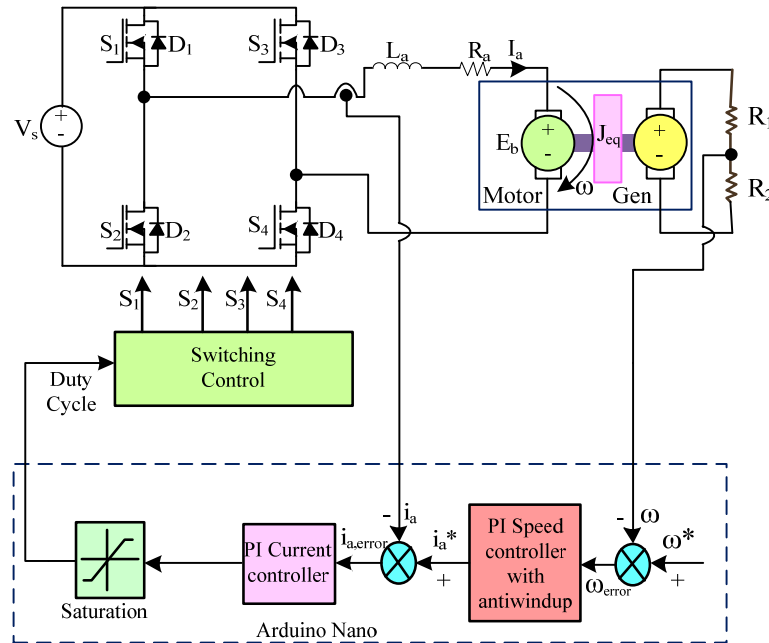 S1 D1 S3 D3
La Ra Ia
Vs + -
Eb + - Jeq + -
ω
Motor Gen
R1
R2
S2 D2 S4 D4
S1 S2 S3 S4
Switching
Control
Duty
Cycle
- ia
- ω
PI Current
controller
ia,error
ia*
+
PI Speed
controller
with
antiwindup
ωerror
ω*
+
Saturation
Arduino Nano